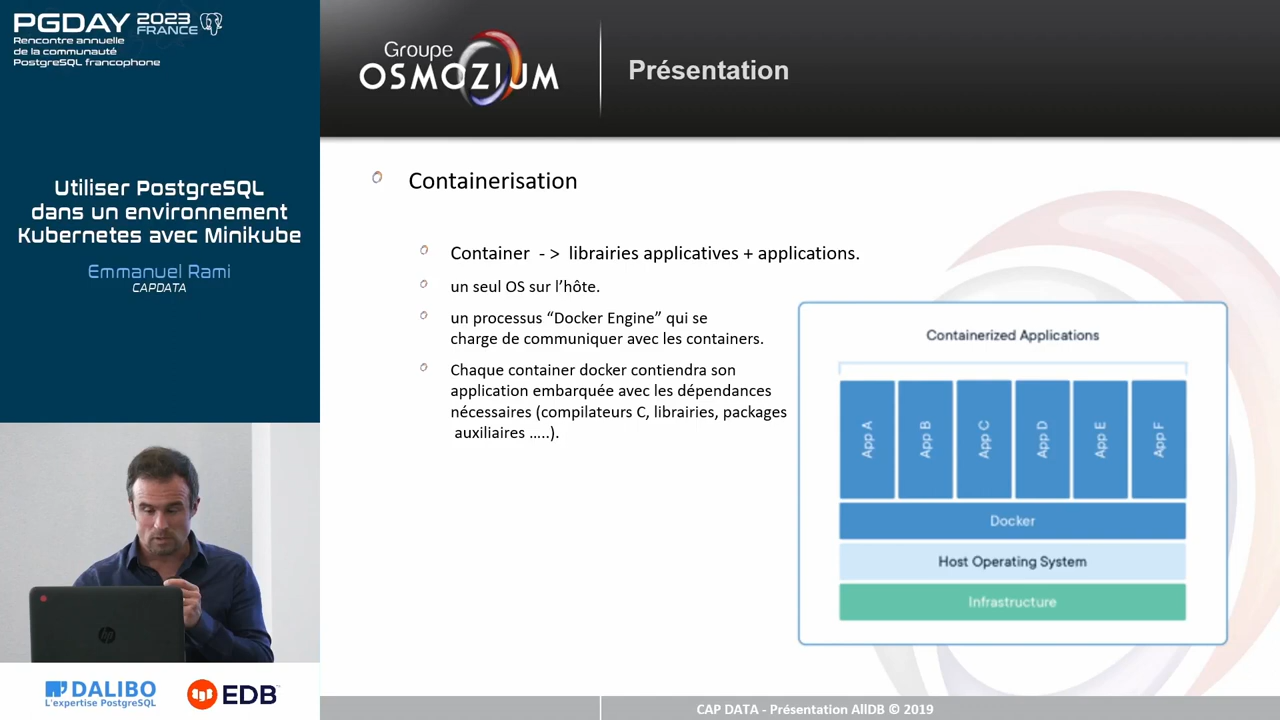 PGDAY 2023 FRANCE
Rencontre annuelle
de la communauté
PostgreSQL francophone
Utiliser PostgreSQL
dans un environnement
Kubernetes avec Minikube
Emmanuel Rami
CAPDATA
hp
DALIBO
L'expertise PostgreSQL
EDB
Groupe
OSMOZIUM
Présentation
Containerisation
Container - > librairies applicatives + applications.
un seul OS sur l’hôte.
un processus “Docker Engine” qui se
charge de communiquer avec les containers.
Chaque container docker contiendra son
application embarquée avec les dépendances
nécessaires (compilateurs C, librairies, packages
auxiliaires …..).
Containerized Applications
App A
App B
App C
App D
App E
App F
Docker
Host Operating System
Infrastructure
CAP DATA - Présentation AllDB © 2019